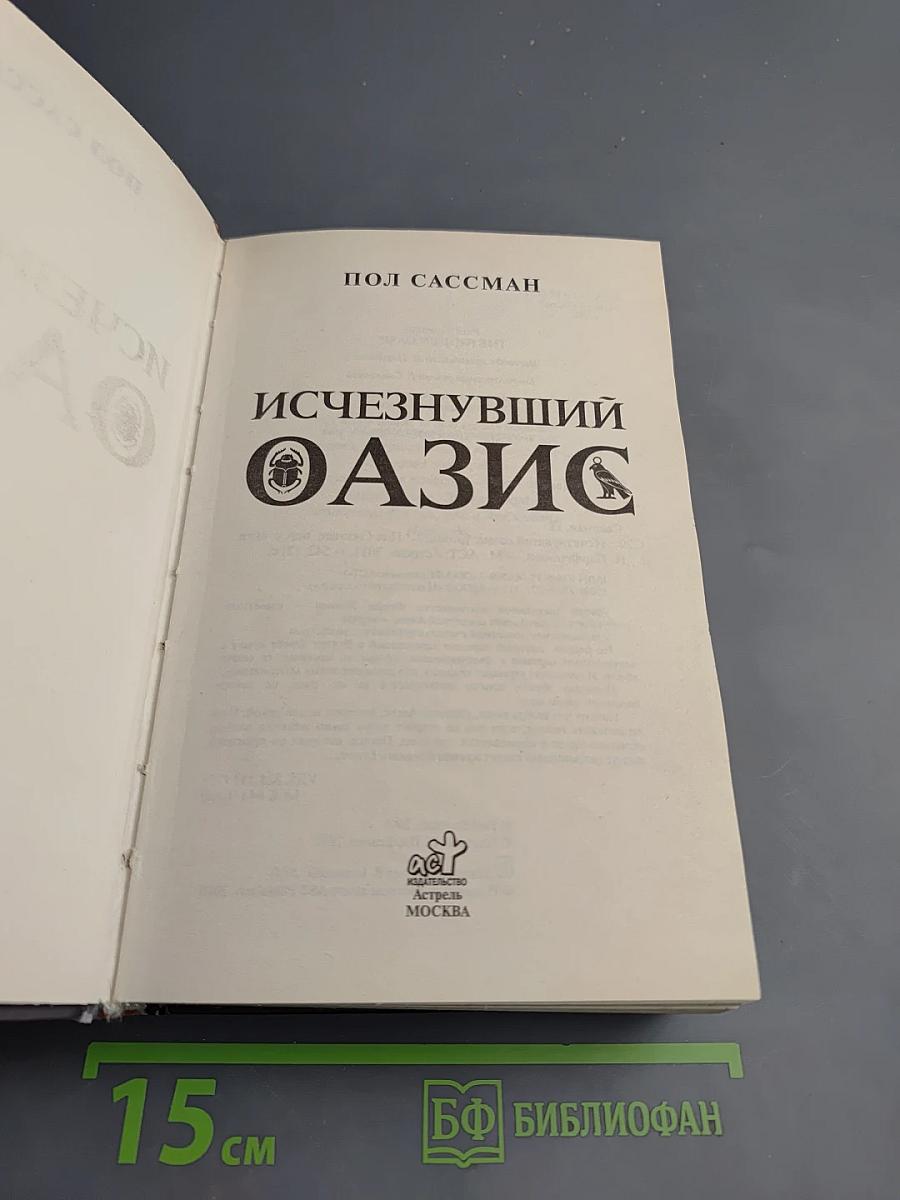 ПОЛ САССМАН
ИСЧЕЗНУВШИЙ
ОАЗИС
аст
ИЗДАТЕЛЬСТВО
Астрель
МОСКВА
15 см
БФ БИБЛИОФАН